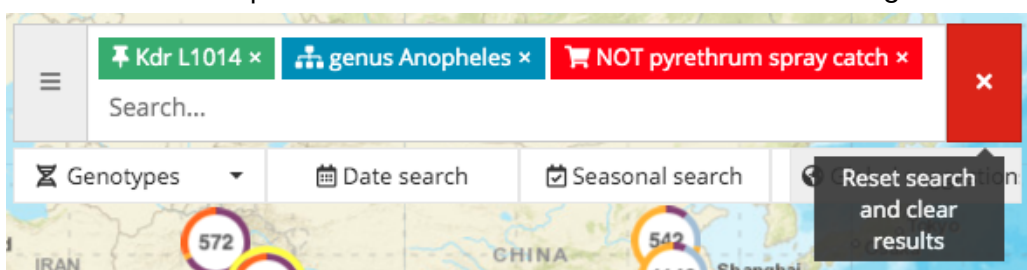 Kdr L1014 × genus Anopheles × NOT pyrethrum spray catch ×
Search...
Genotypes Date search Seasonal search
Reset search
and clear
results
572 542
CHINA
IRAN